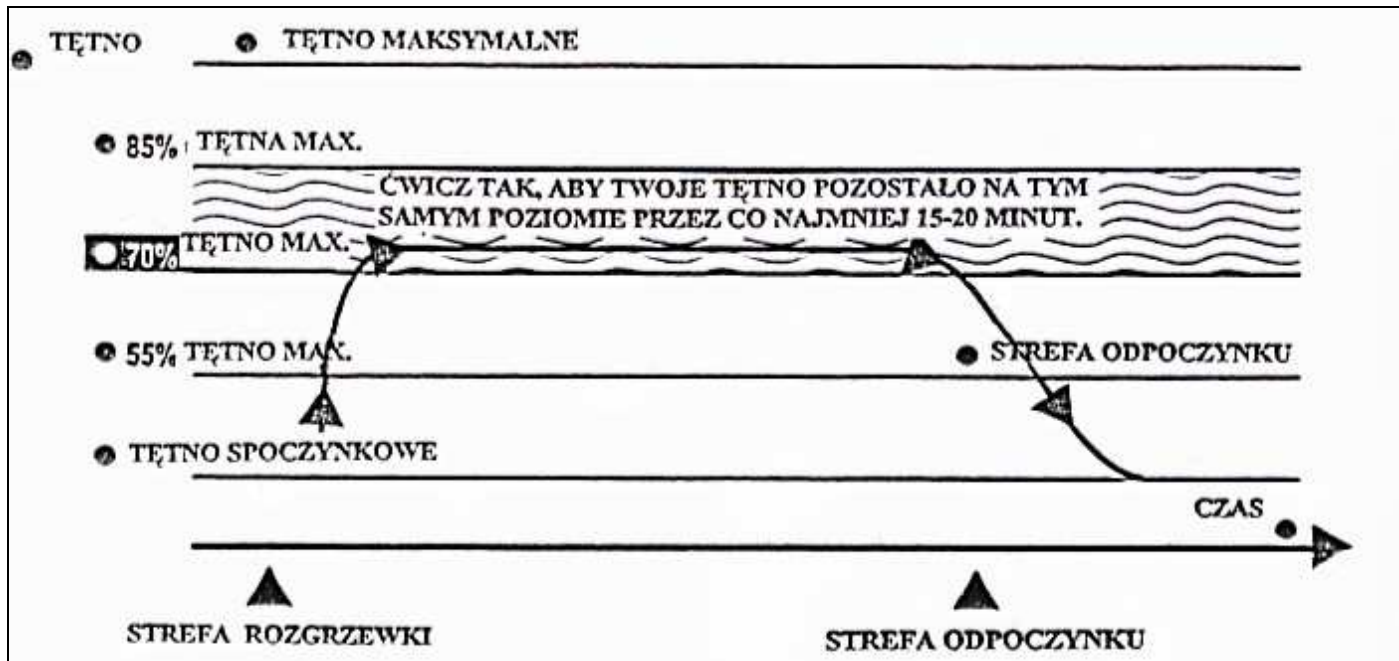 TĘTNO
TĘTNO MAKSYMALNE
85% TĘTNA MAX.
ĆWICZ TAK, ABY TWOJE TĘTNO POZOSTAŁO NA TYM
SAMYM POZIOMIE PRZEZ CO NAJMNIEJ 15-20 MINUT.
70% TĘTNO MAX.
55% TĘTNO MAX.
STREFA ODPOCZYNKU
TĘTNO SPOCZYNKOWE
CZAS
STREFA ROZGRZEWKI
STREFA ODPOCZYNKU